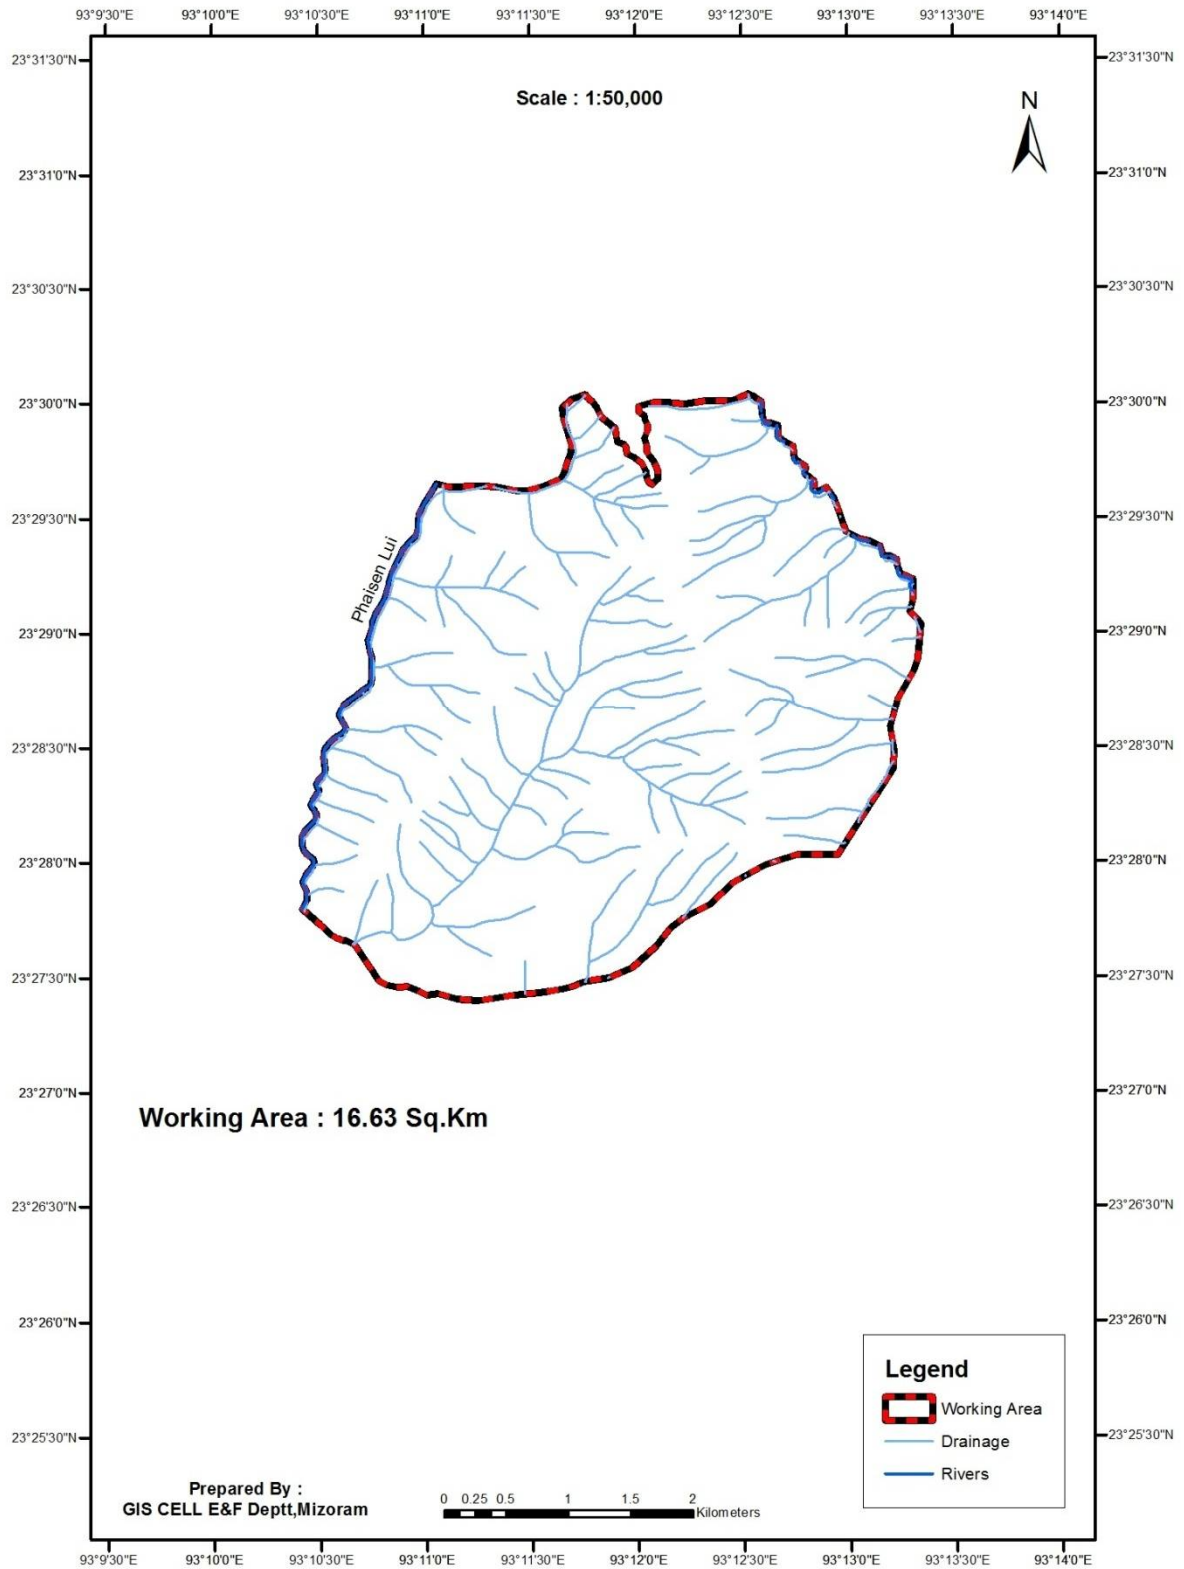 93°9'30"E 93°10'0"E 93°10'30"E 93°11'0"E 93°11'30"E 93°12'0"E 93°12'30"E 93°13'0"E 93°13'30"E 93°14'0"E
23°31'30"N 23°31'30"N
Scale : 1:50,000
N
23°31'0"N 23°31'0"N
23°30'30"N 23°30'30"N
23°30'0"N 23°30'0"N
23°29'30"N 23°29'30"N
Phaisen Lui
23°29'0"N 23°29'0"N
23°28'30"N 23°28'30"N
23°28'0"N 23°28'0"N
23°27'30"N 23°27'30"N
23°27'0"N 23°27'0"N
Working Area : 16.63 Sq.Km
23°26'30"N 23°26'30"N
23°26'0"N 23°26'0"N
Legend
Working Area
23°25'30"N 23°25'30"N
Drainage
Rivers
Prepared By :
GIS CELL E&F Deptt,Mizoram
0 0.25 0.5 1 1.5 2
Kilometers
93°9'30"E 93°10'0"E 93°10'30"E 93°11'0"E 93°11'30"E 93°12'0"E 93°12'30"E 93°13'0"E 93°13'30"E 93°14'0"E